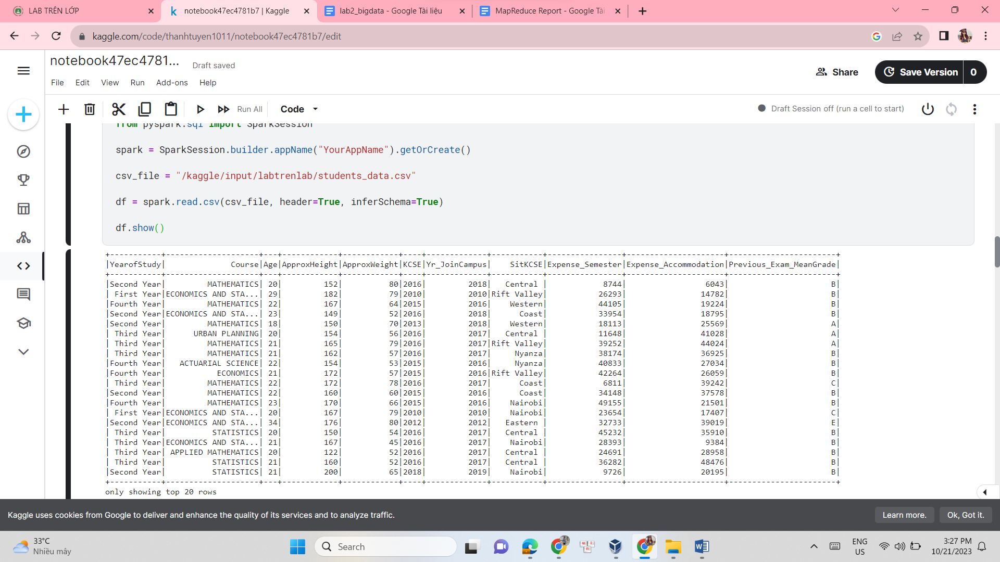 LAB TRÊN LỚP
notebook47ec4781b7 | Kaggle
lab2_bigdata - Google Tài liệu
MapReduce Report - Google Tài
kaggle.com/code/thanhtuyen1011/notebook47ec4781b7/edit
notebook47ec4781... Draft saved
File Edit View Run Add-ons Help
Share
Save Version 0
Run All
Code
Draft Session off (run a cell to start)
from pyspark.sql import SparkSession
spark = SparkSession.builder.appName("YourAppName").getOrCreate()
csv_file = "/kaggle/input/labtrenlab/students_data.csv"
df = spark.read.csv(csv_file, header=True, inferSchema=True)
df.show()
+-----------+--------------------+---+------------+------------+----+-------------+-----------+----------------+---------------------+-----------------------+
|YearofStudy|              Course|Age|ApproxHeight|ApproxWeight|KCSE|Yr_JoinCampus|    SitKCSE|Expense_Semester|Expense_Accommodation|Previous_Exam_MeanGrade|
+-----------+--------------------+---+------------+------------+----+-------------+-----------+----------------+---------------------+-----------------------+
|Second Year|         MATHEMATICS| 20|         152|          80|2016|         2018|   Central |            8744|                 6043|                      B|
| First Year|ECONOMICS AND STA...| 29|         182|          79|2010|         2010|Rift Valley|           26293|                14782|                      B|
|Fourth Year|         MATHEMATICS| 22|         167|          64|2015|         2016|    Western|           44105|                19224|                      B|
|Second Year|ECONOMICS AND STA...| 23|         149|          52|2016|         2018|      Coast|           33954|                18795|                      B|
|Second Year|         MATHEMATICS| 18|         150|          70|2013|         2018|    Western|           18113|                25569|                      A|
| Third Year|      URBAN PLANNING| 20|         154|          56|2016|         2017|   Central |           11648|                41028|                      A|
| Third Year|         MATHEMATICS| 21|         165|          79|2016|         2017|Rift Valley|           39252|                44024|                      A|
| Third Year|         MATHEMATICS| 21|         162|          57|2016|         2017|     Nyanza|           38174|                36925|                      B|
|Fourth Year|   ACTUARIAL SCIENCE| 22|         154|          53|2015|         2016|     Nyanza|           40833|                27034|                      B|
|Fourth Year|           ECONOMICS| 21|         172|          57|2015|         2016|Rift Valley|           42264|                26059|                      B|
| Third Year|         MATHEMATICS| 22|         172|          78|2016|         2017|      Coast|            6811|                39242|                      C|
|Second Year|         MATHEMATICS| 22|         160|          60|2015|         2016|      Coast|           34148|                37578|                      B|
|Fourth Year|         MATHEMATICS| 23|         170|          66|2015|         2016|    Nairobi|           49155|                21501|                      B|
| First Year|ECONOMICS AND STA...| 20|         167|          79|2010|         2010|    Nairobi|           23654|                17407|                      C|
|Second Year|ECONOMICS AND STA...| 34|         176|          80|2012|         2012|   Eastern |           32733|                39019|                      E|
| Third Year|          STATISTICS| 20|         150|          54|2016|         2017|   Central |           45232|                35910|                      B|
| Third Year|ECONOMICS AND STA...| 21|         167|          45|2016|         2017|    Nairobi|           28393|                 9384|                      B|
| Third Year| APPLIED MATHEMATICS| 20|         122|          52|2016|         2017|   Central |           24691|                28958|                      B|
| Third Year|          STATISTICS| 21|         160|          52|2016|         2017|   Central |           36282|                48476|                      B|
|Second Year|          STATISTICS| 21|         200|          65|2018|         2019|    Nairobi|            9726|                20195|                      B|
+-----------+--------------------+---+------------+------------+----+-------------+-----------+----------------+---------------------+-----------------------+
only showing top 20 rows
Kaggle uses cookies from Google to deliver and enhance the quality of its services and to analyze traffic.
Learn more.
Ok, Got it.
33°C
Nhiều mây
Search
ENG
US
3:27 PM
10/21/2023